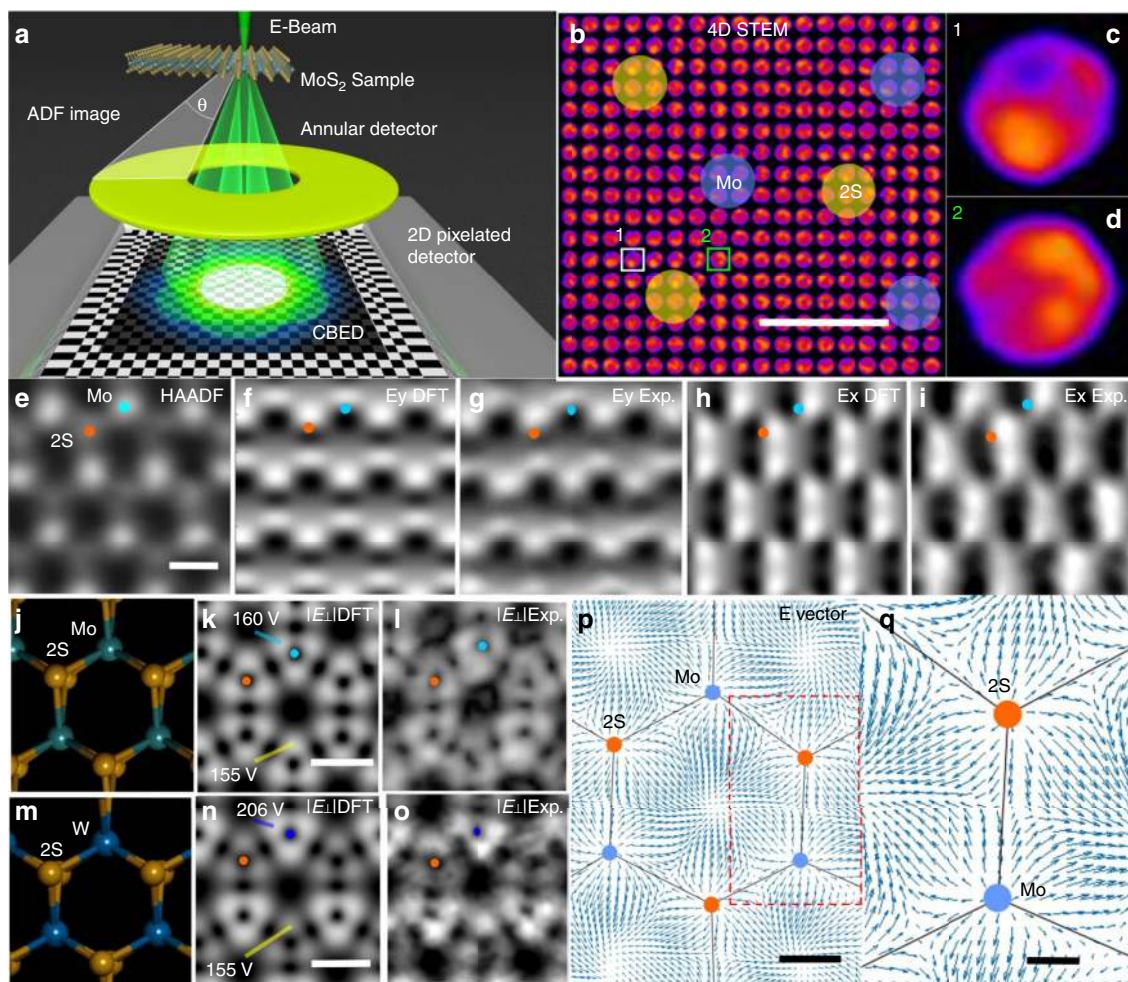 a
E-Beam
MoS₂ Sample
ADF image
θ
Annular detector
2D pixelated
detector
CBED
b
4D STEM
Mo
2S
1
2
1
c
2
d
e
Mo
HAADF
2S
f
Ey DFT
g
Ey Exp.
h
Ex DFT
i
Ex Exp.
j
Mo
2S
k
160 V
|E⊥|DFT
155 V
l
|E⊥|Exp.
m
W
2S
n
206 V
|E⊥|DFT
155 V
o
|E⊥|Exp.
p
E vector
Mo
2S
q
2S
Mo